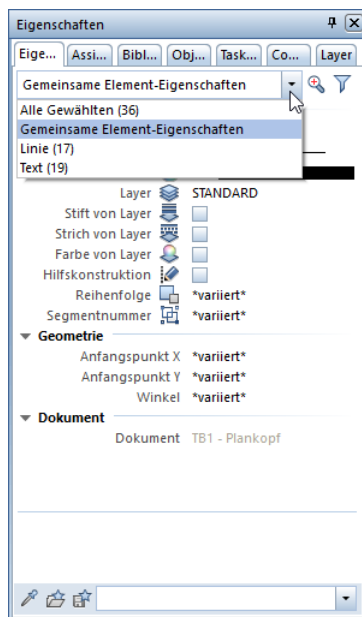 Eigenschaften
Eige... Assi... Bibl... Obj... Task... Co... Layer
Gemeinsame Element-Eigenschaften
Alle Gewählten (36)
Gemeinsame Element-Eigenschaften
Linie (17)
Text (19)
Layer STANDARD
Stift von Layer
Strich von Layer
Farbe von Layer
Hilfskonstruktion
Reihenfolge *variiert*
Segmentnummer *variiert*
Geometrie
Anfangspunkt X *variiert*
Anfangspunkt Y *variiert*
Winkel *variiert*
Dokument
Dokument TB1 - Plankopf